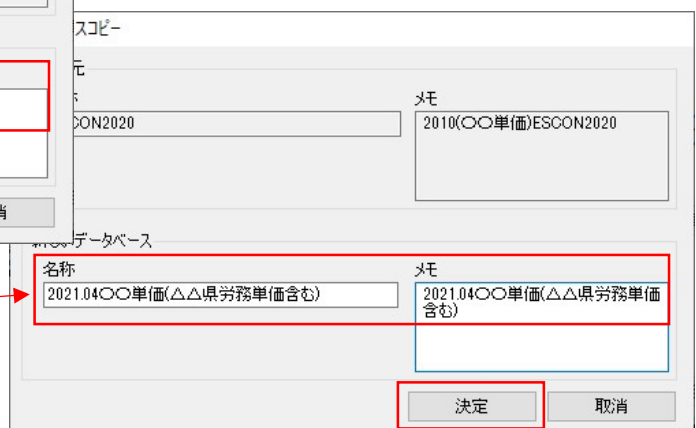 スコピー
元
メモ
CON2020
2010(〇〇単価)ESCON2020
データベース
名称
メモ
2021.04〇〇単価(△△県労務単価含む)
2021.04〇〇単価(△△県労務単価
含む)
決定
取消